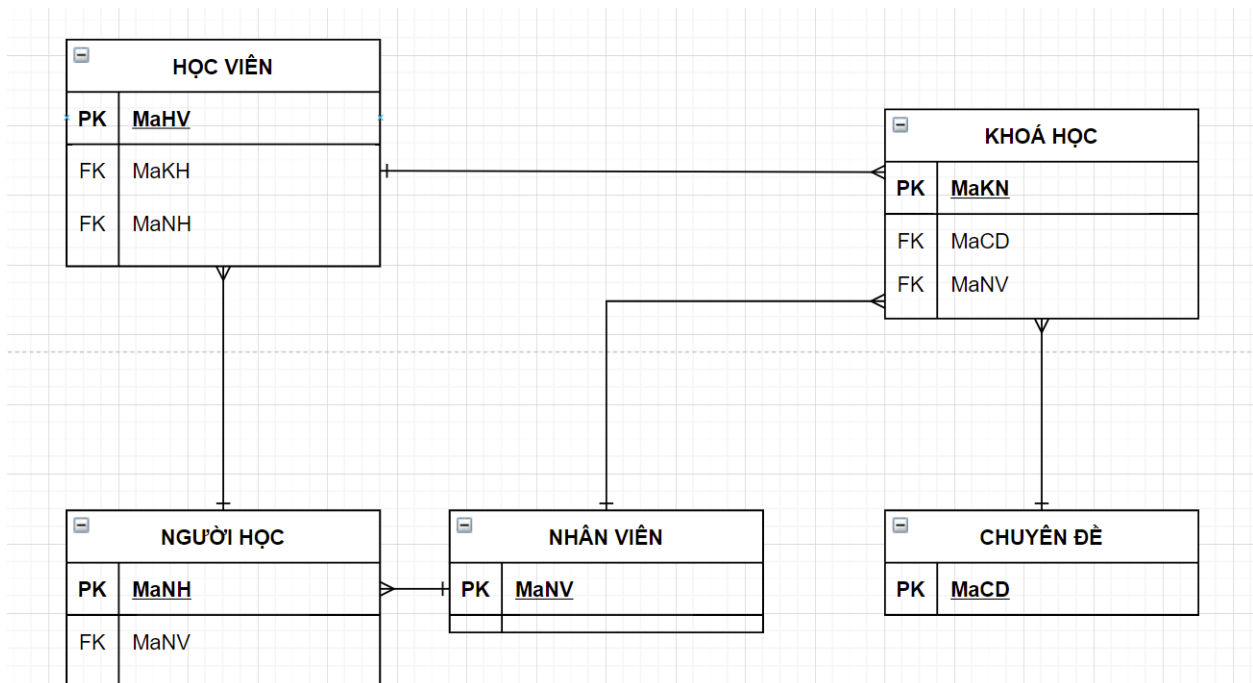 HỌC VIÊN
PK MaHV
FK MaKH
FK MaNH
KHOÁ HỌC
PK MaKN
FK MaCD
FK MaNV
NGƯỜI HỌC
PK MaNH
FK MaNV
NHÂN VIÊN
PK MaNV
CHUYÊN ĐỀ
PK MaCD